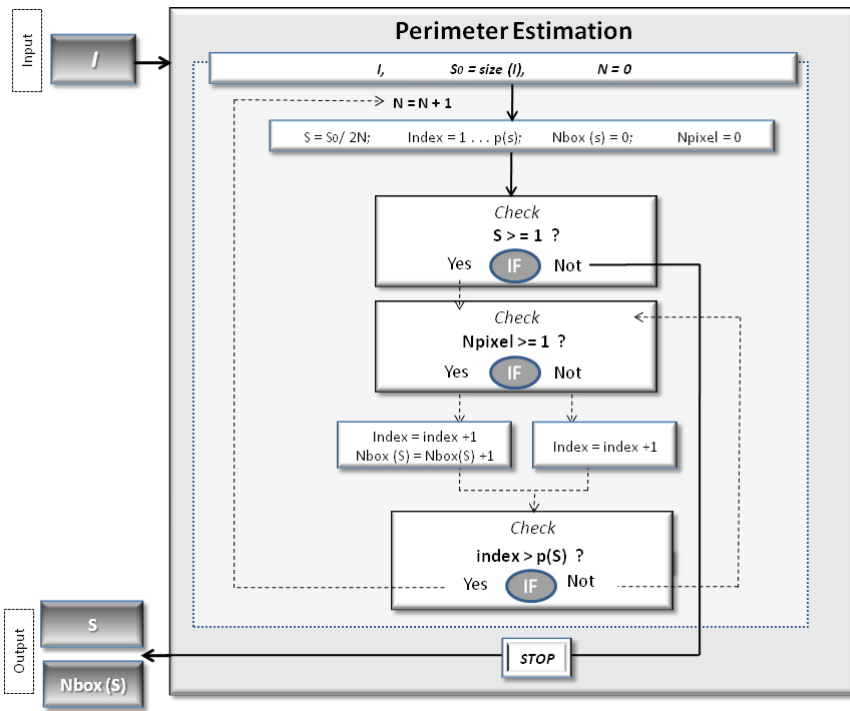 Perimeter Estimation
Input
I
I, S0 = size (I), N = 0
N = N + 1
S = S0/ 2N; Index = 1 . . . p(s); Nbox (s) = 0; Npixel = 0
Check
S > = 1 ?
Yes IF Not
Check
Npixel >= 1 ?
Yes IF Not
Index = index +1
Nbox (S) = Nbox(S) +1
Index = index +1
Check
index > p(S) ?
Yes IF Not
Output
S
Nbox (S)
STOP